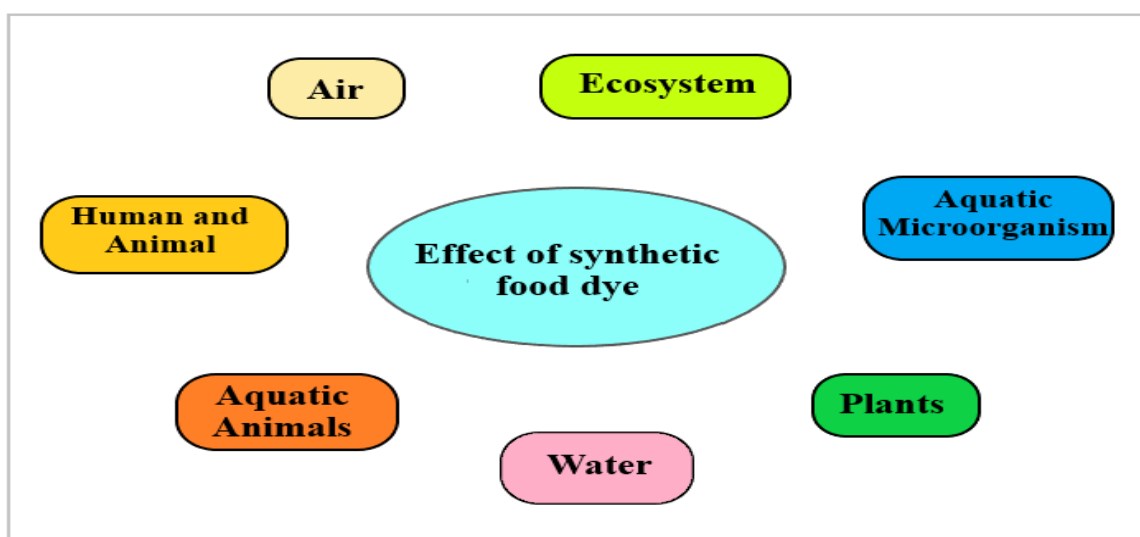 Air
Ecosystem
Human and
Animal
Effect of synthetic
food dye
Aquatic
Microorganism
Aquatic
Animals
Water
Plants